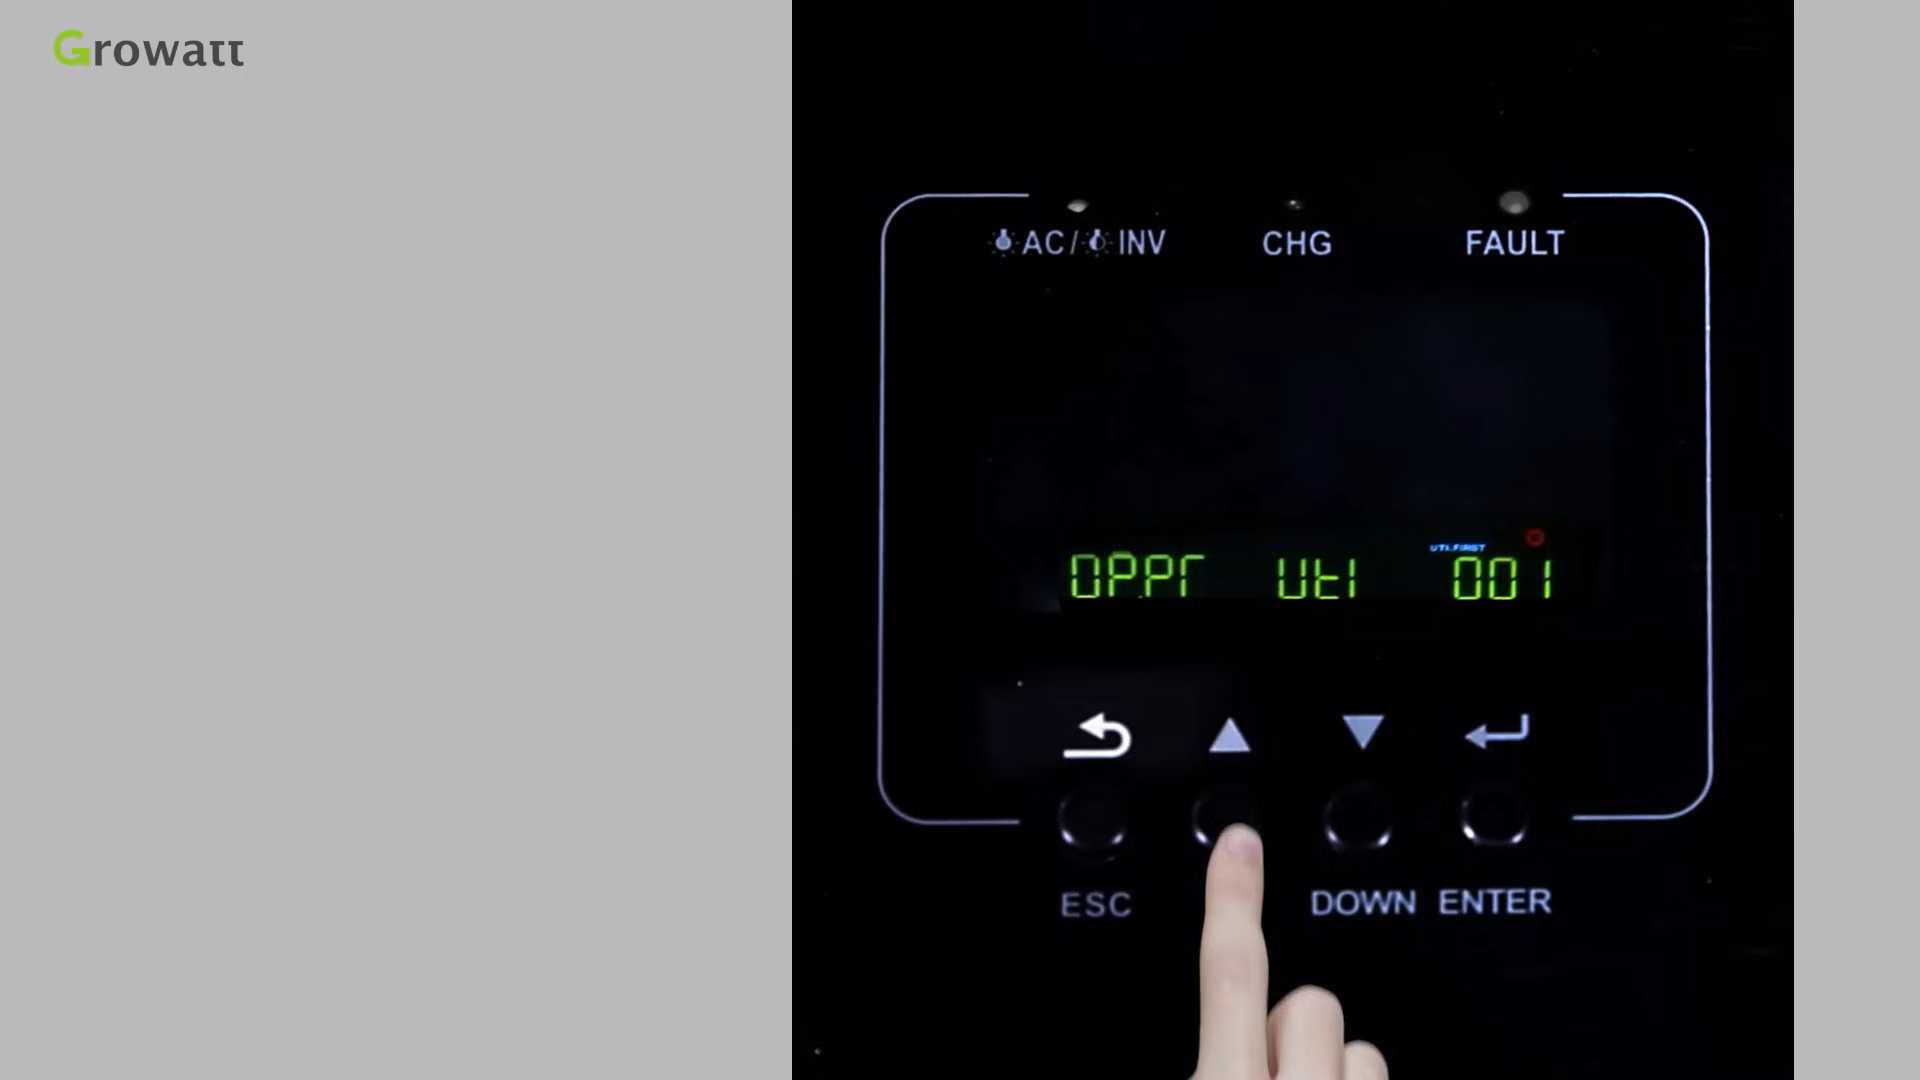 Growatt
AC/ INV CHG FAULT
UTI.FIRST
OPPr Uti 001
ESC DOWN ENTER